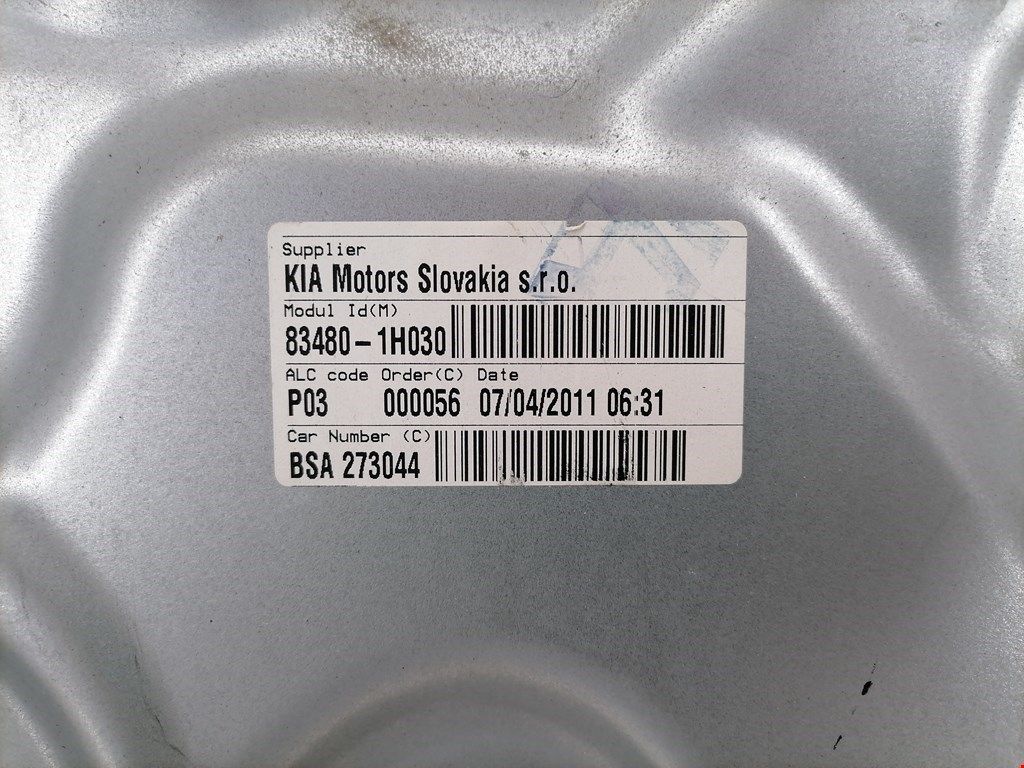 Supplier
KIA Motors Slovakia s.r.o.
Modul Id(M)
83480-1H030
ALC code Order(C) Date
P03 000056 07/04/2011 06:31
Car Number (C)
BSA 273044